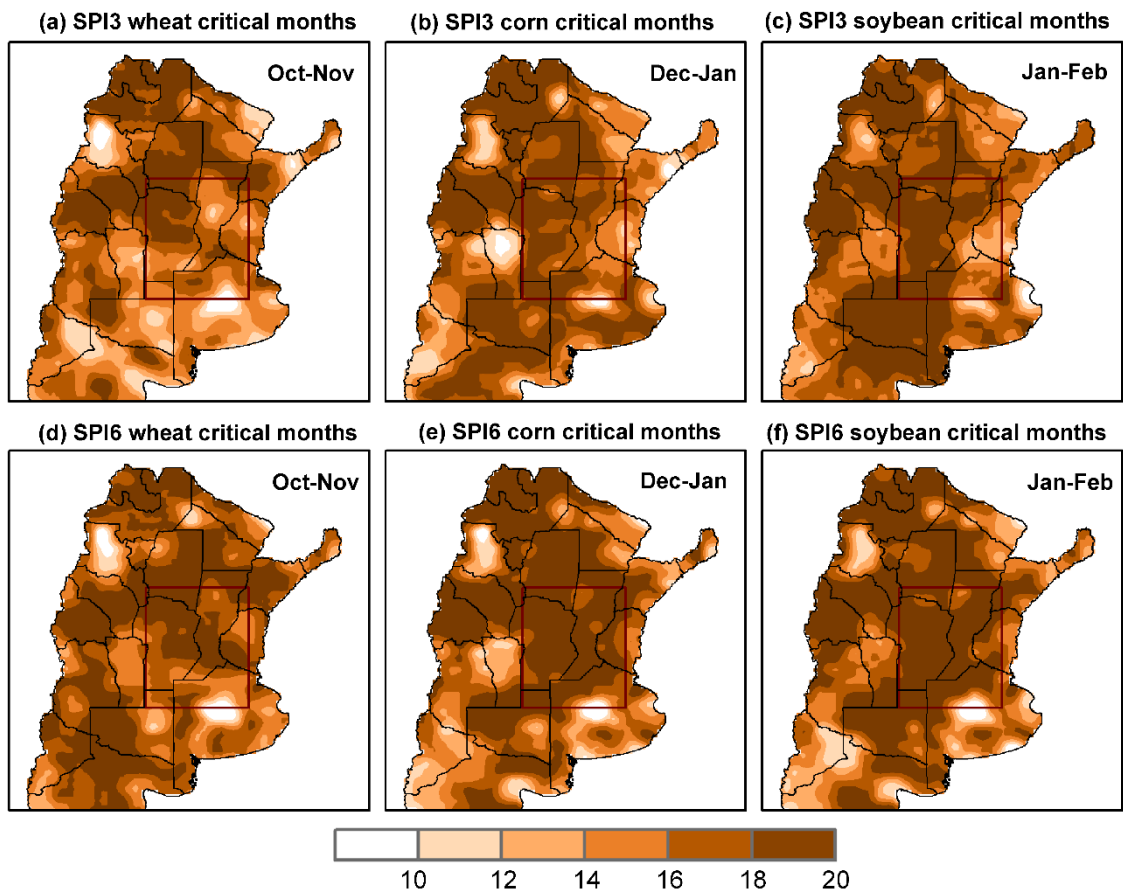 (a) SPI3 wheat critical months
(b) SPI3 corn critical months
(c) SPI3 soybean critical months
Oct-Nov
Dec-Jan
Jan-Feb
(d) SPI6 wheat critical months
(e) SPI6 corn critical months
(f) SPI6 soybean critical months
Oct-Nov
Dec-Jan
Jan-Feb
10 12 14 16 18 20